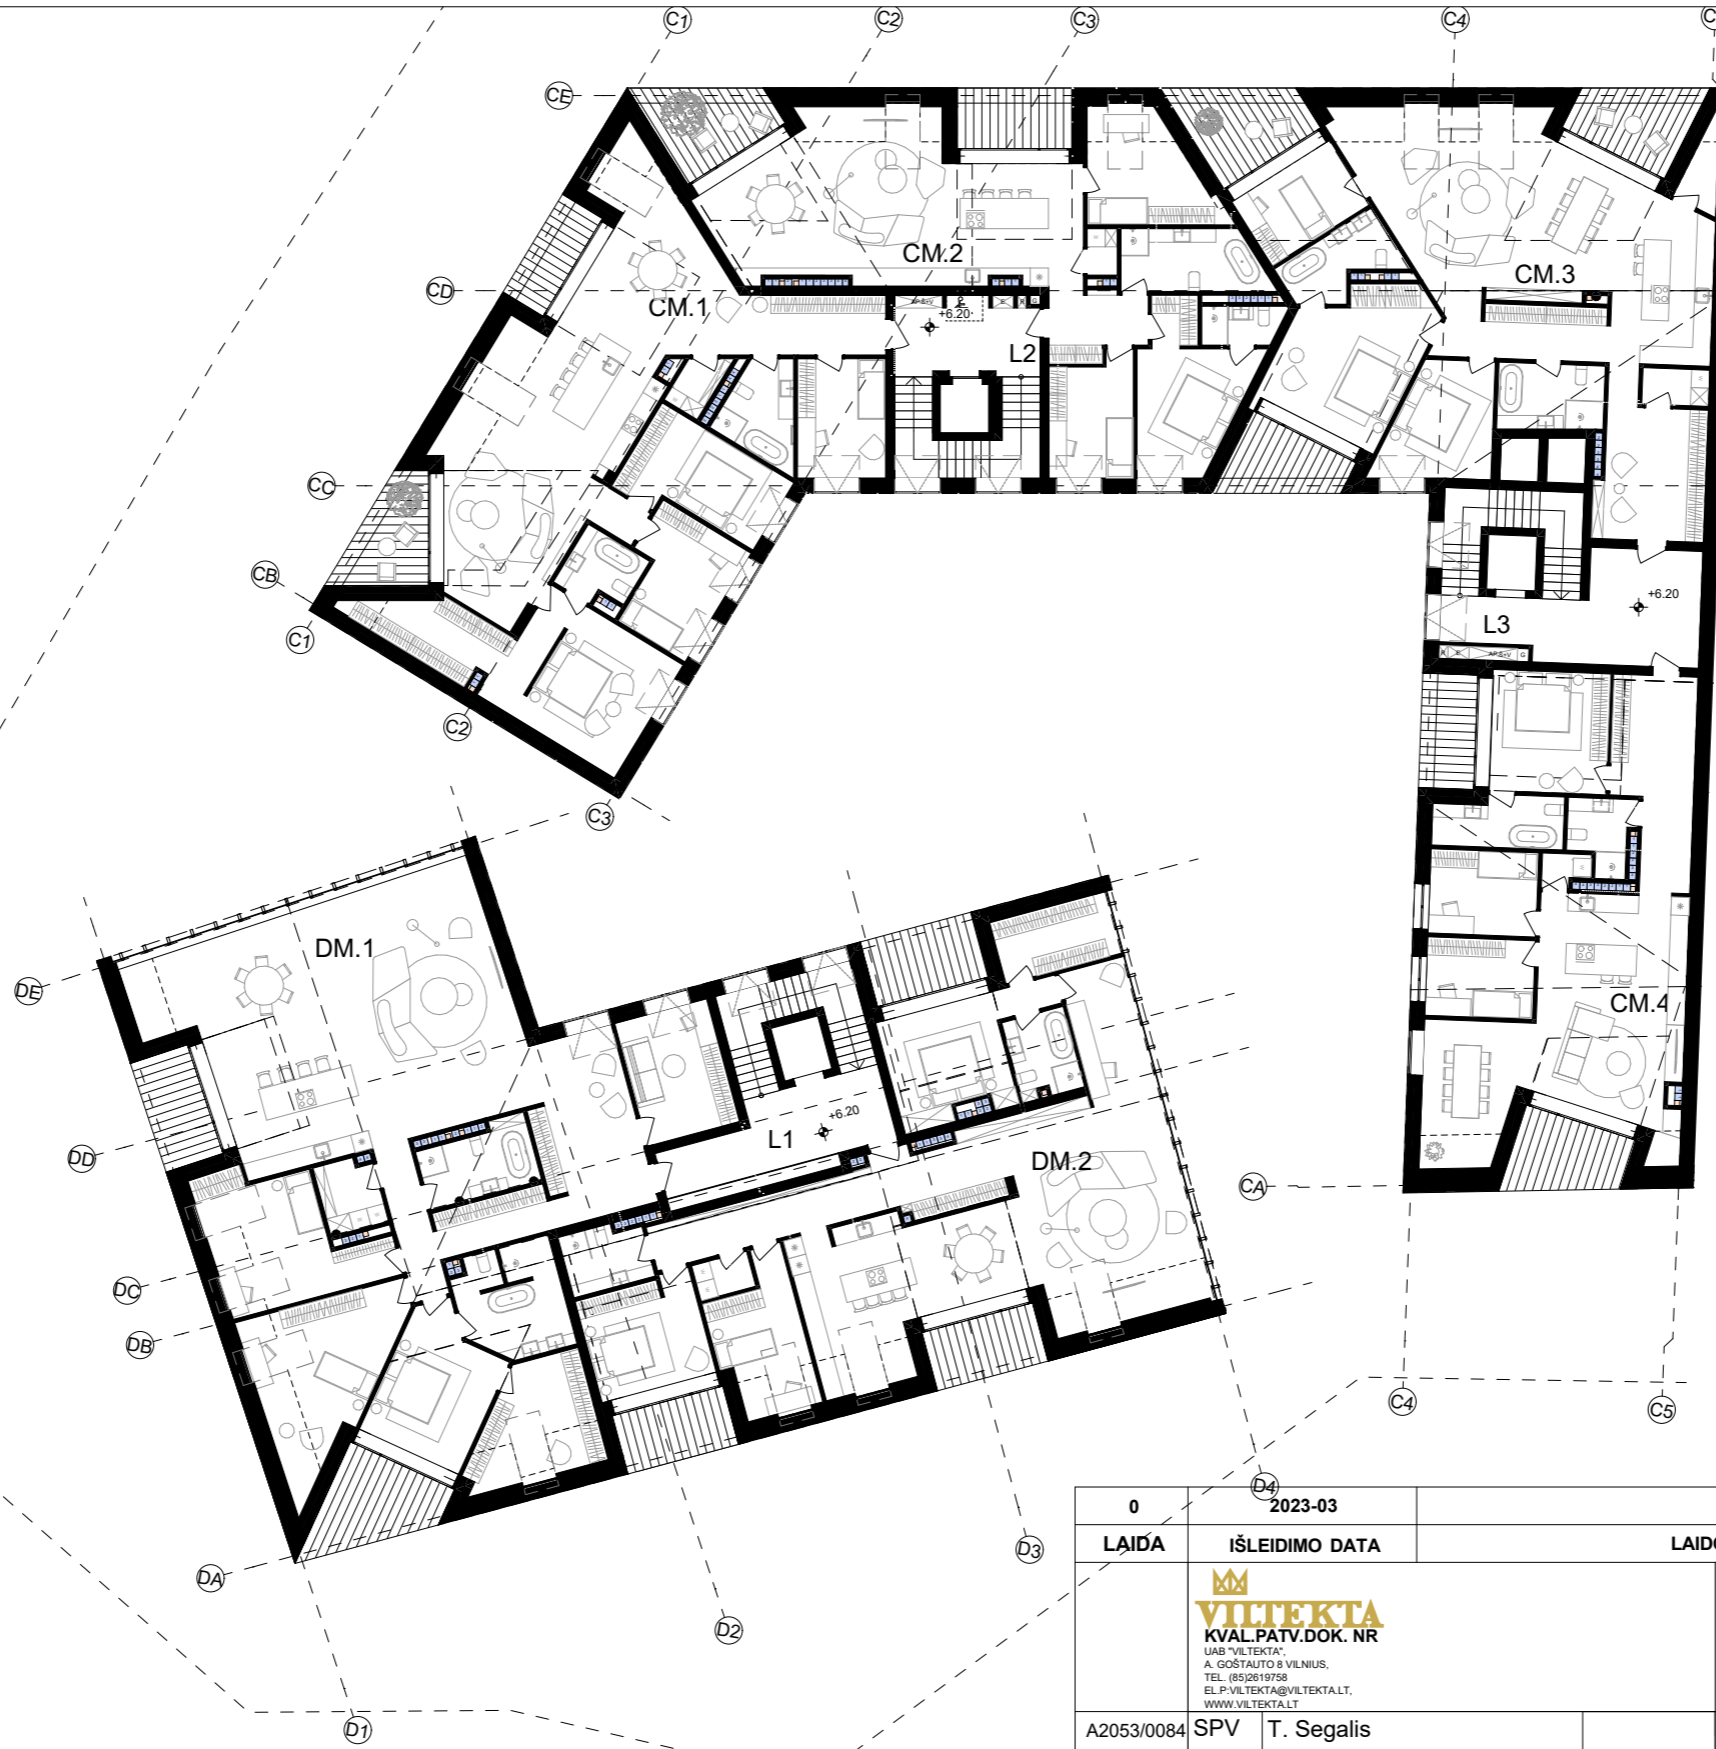 C1
C2
C3
C4
CE
CD
CC
CB
C1
C2
C3
CM.1
CM.2
CM.3
+6.20
L2
+6.20
L3
CM.4
CA
C4
C5
DE
DD
DC
DB
DA
D1
D2
D3
D4
DM.1
+6.20
L1
DM.2
0 2023-03
LAIDA IŠLEIDIMO DATA
VILTEKTA
KVAL.PATV.DOK. NR
UAB "VILTEKTA",
A. GOŠTAUTO 8 VILNIUS,
TEL. (85)2619758
EL.P:VILTEKTA@VILTEKTA.LT,
WWW.VILTEKTA.LT
A2053/0084 SPV T. Segalis